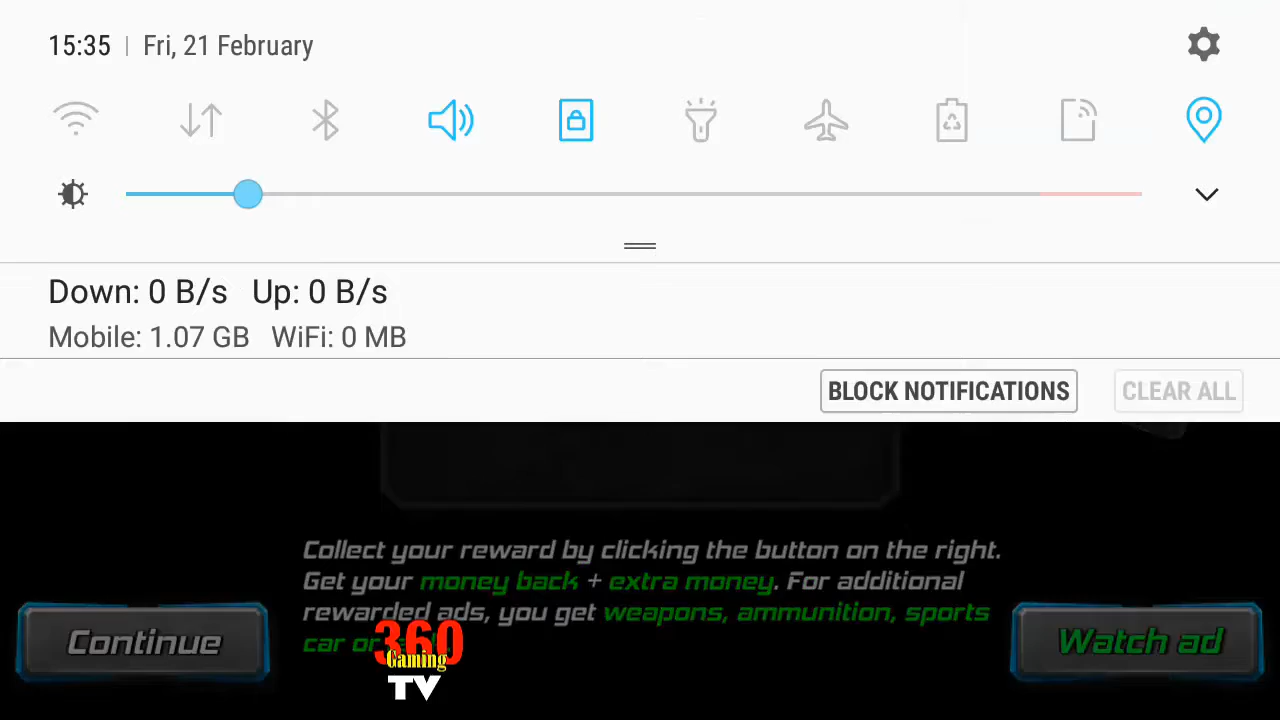 15:35 | Fri, 21 February
Down: 0 B/s Up: 0 B/s
Mobile: 1.07 GB WiFi: 0 MB
BLOCK NOTIFICATIONS CLEAR ALL
Collect your reward by clicking the button on the right.
Get your money back + extra money. For additional
rewarded ads, you get weapons, ammunition, sports
car or
Continue
Watch ad
360
Gaming
TV